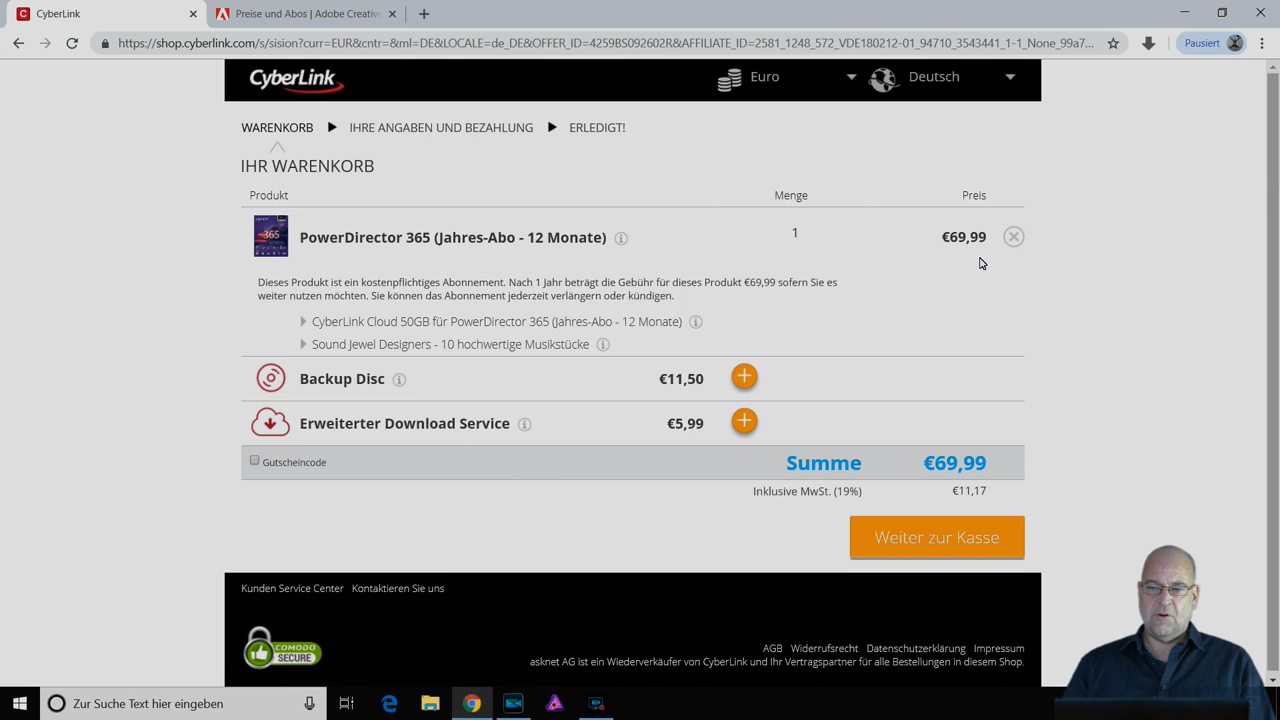 CyberLink
Preise und Abos | Adobe Creative
https://shop.cyberlink.com/s/sision?curr=EUR&cntr=&ml=DE&LOCALE=de_DE&OFFER_ID=4259BS092602R&AFFILIATE_ID=2581_1248_572_VDE180212-01_94710_3543441_1-1_None_99a7...
Pausiert
CyberLink
Euro
Deutsch
WARENKORB
IHRE ANGABEN UND BEZAHLUNG
ERLEDIGT!
IHR WARENKORB
Produkt
Menge
Preis
365
PowerDirector 365 (Jahres-Abo - 12 Monate)
1
€69,99
Dieses Produkt ist ein kostenpflichtiges Abonnement. Nach 1 Jahr beträgt die Gebühr für dieses Produkt €69,99 sofern Sie es
weiter nutzen möchten. Sie können das Abonnement jederzeit verlängern oder kündigen.
CyberLink Cloud 50GB für PowerDirector 365 (Jahres-Abo - 12 Monate)
Sound Jewel Designers - 10 hochwertige Musikstücke
Backup Disc
€11,50
Erweiterter Download Service
€5,99
Gutscheincode
Summe
€69,99
Inklusive MwSt. (19%)
€11,17
Weiter zur Kasse
Kunden Service Center
Kontaktieren Sie uns
COMODO
SECURE
AGB
Widerrufsrecht
Datenschutzerklärung
Impressum
asknet AG ist ein Wiederverkäufer von CyberLink und Ihr Vertragspartner für alle Bestellungen in diesem Shop.
Zur Suche Text hier eingeben